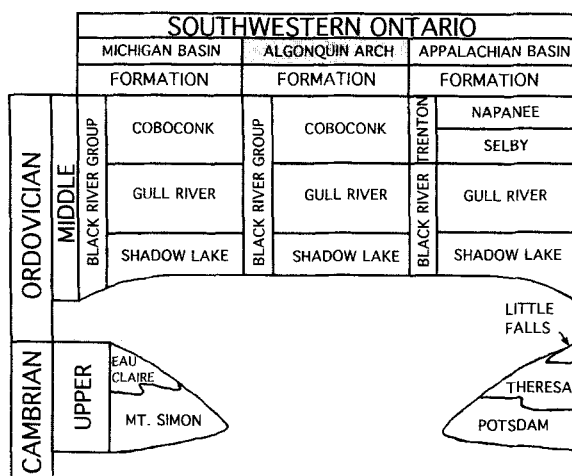 SOUTHWESTERN ONTARIO
MICHIGAN BASIN
ALGONQUIN ARCH
APPALACHIAN BASIN
FORMATION
FORMATION
FORMATION
ORDOVICIAN
MIDDLE
BLACK RIVER GROUP
COBOCONK
GULL RIVER
SHADOW LAKE
BLACK RIVER GROUP
COBOCONK
GULL RIVER
SHADOW LAKE
TRENTON
BLACK RIVER
NAPANEE
SELBY
GULL RIVER
SHADOW LAKE
CAMBRIAN
UPPER
EAU
CLAIRE
MT. SIMON
LITTLE
FALLS
THERESA
POTSDAM